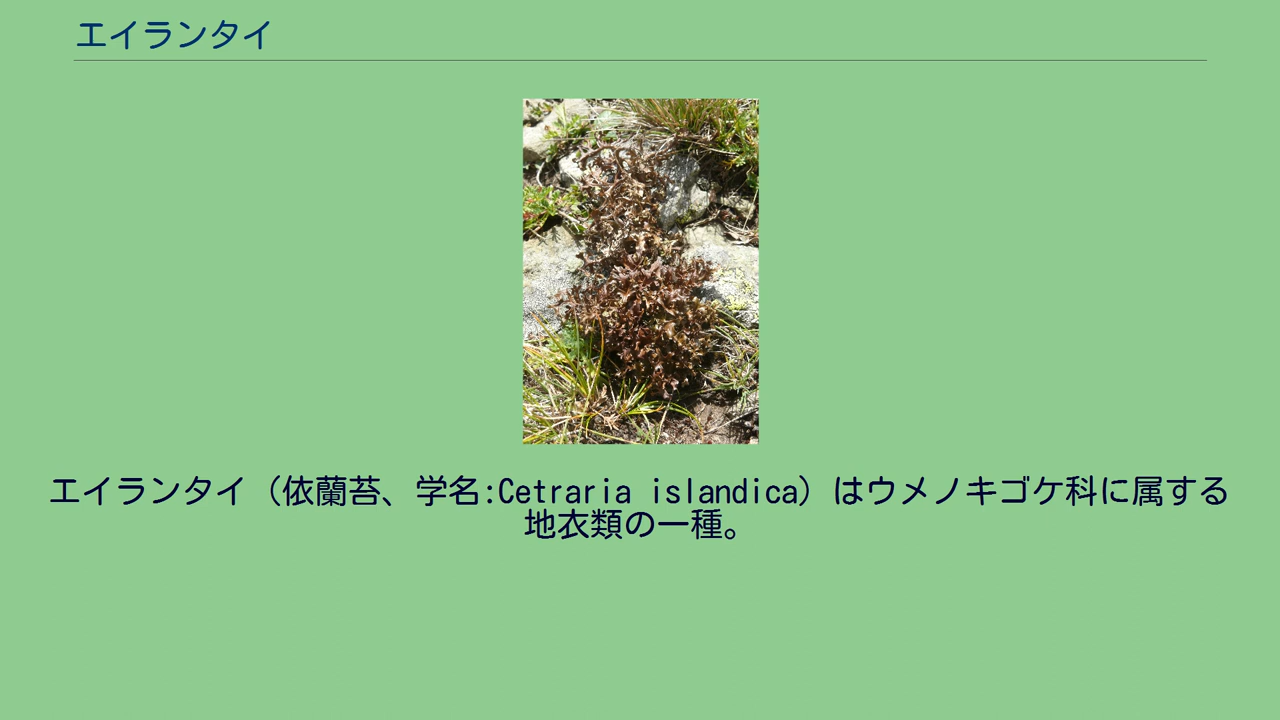 エイランタイ
エイランタイ（依蘭苔、学名:Cetraria islandica）はウメノキゴケ科に属する
地衣類の一種。